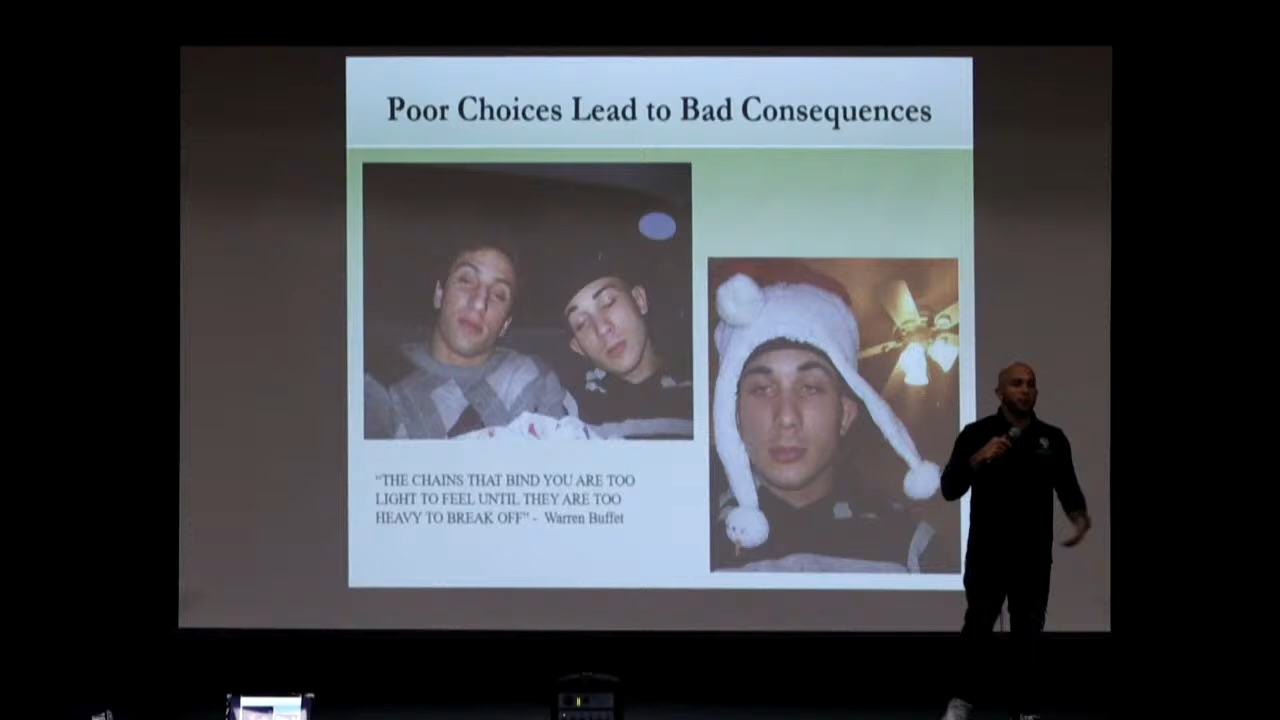 Poor Choices Lead to Bad Consequences
"THE CHAINS THAT BIND YOU ARE TOO
LIGHT TO FEEL UNTIL THEY ARE TOO
HEAVY TO BREAK OFF" - Warren Buffet